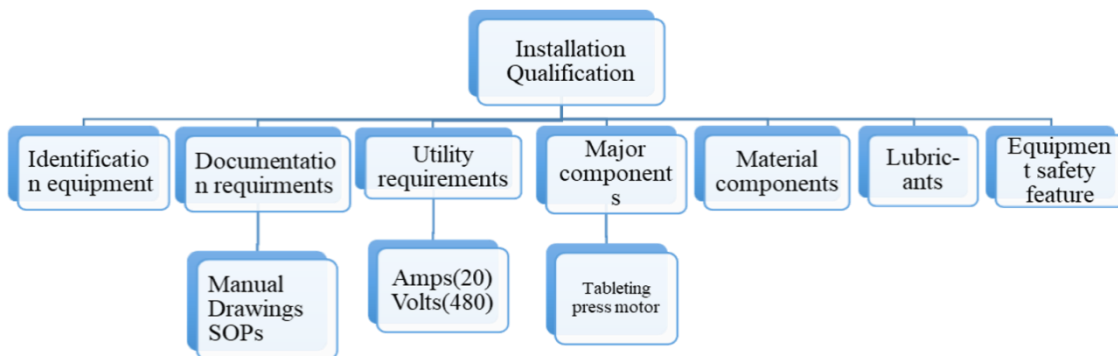 Installation
Qualification
Identificatio
n equipment
Documentatio
n requirments
Utility
requirements
Major
component
s
Material
components
Lubric-
ants
Equipmen
t safety
feature
Manual
Drawings
SOPs
Amps(20)
Volts(480)
Tableting
press motor